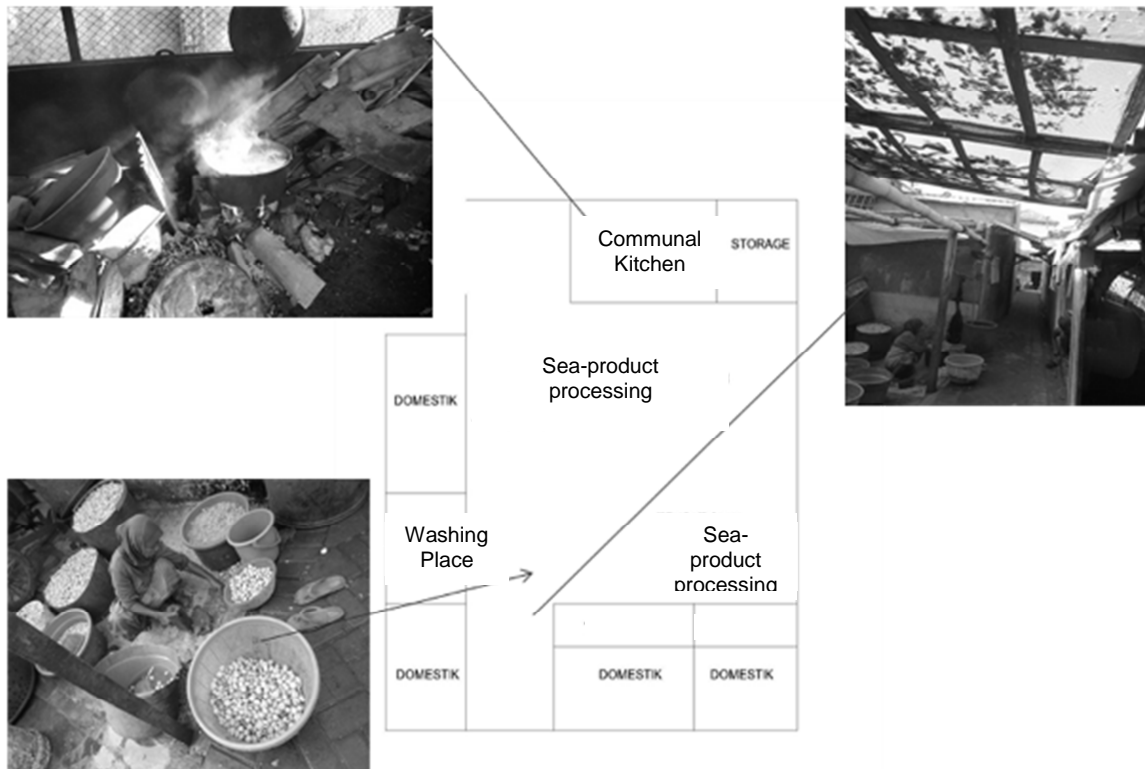 Communal
Kitchen
STORAGE
Sea-product
processing
DOMESTIK
Washing
Place
Sea-
product
processing
DOMESTIK
DOMESTIK
DOMESTIK